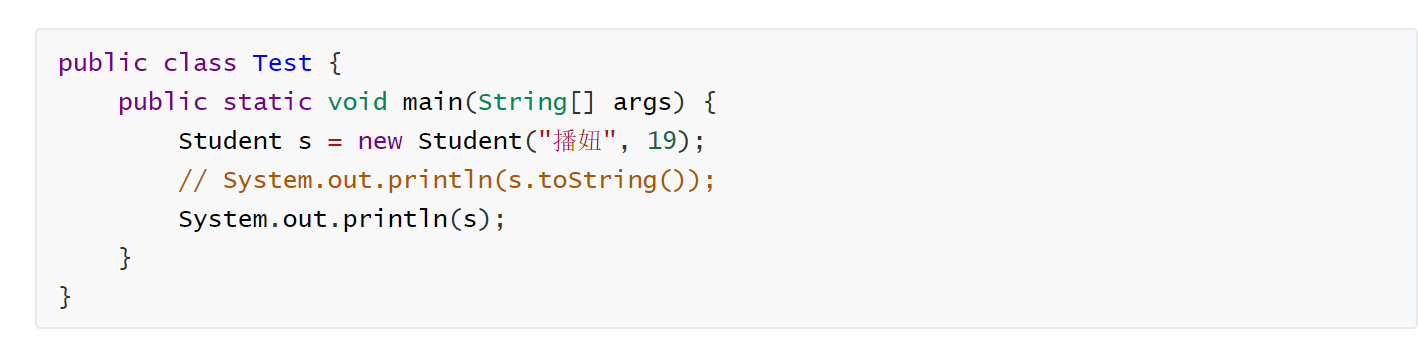 public class Test {
    public static void main(String[] args) {
        Student s = new Student("播妞", 19);
        // System.out.println(s.toString());
        System.out.println(s);
    }
}